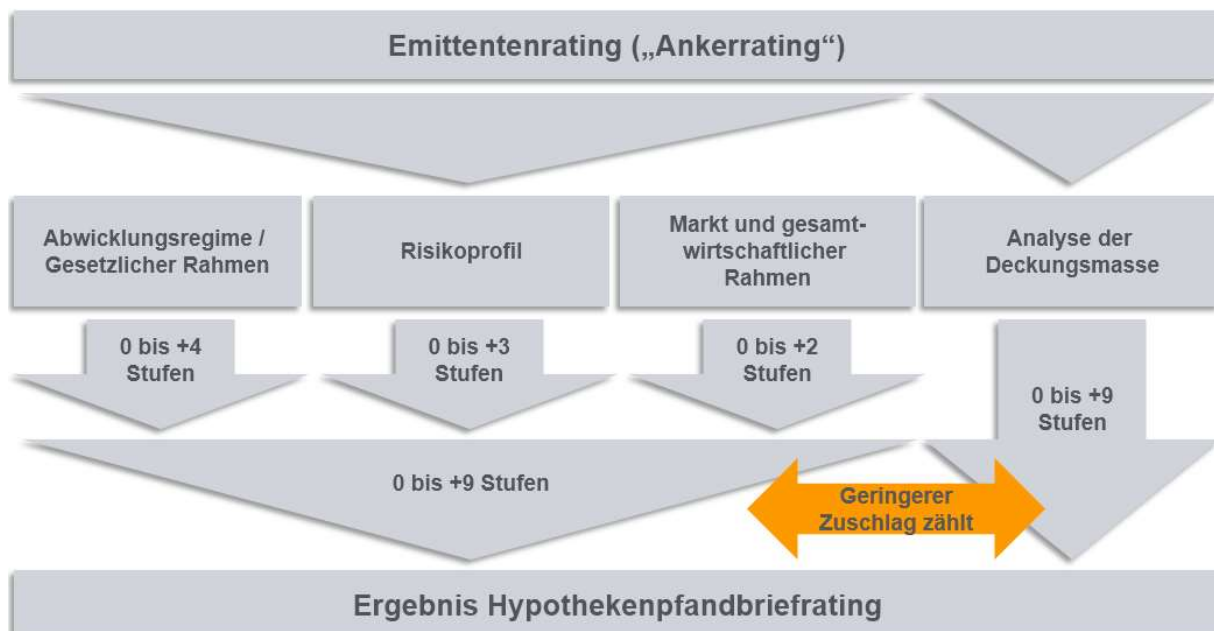 Emittentenrating („Ankerrating“)
Abwicklungsregime /
Gesetzlicher Rahmen
Risikoprofil
Markt und gesamt-
wirtschaftlicher
Rahmen
Analyse der
Deckungsmasse
0 bis +4
Stufen
0 bis +3
Stufen
0 bis +2
Stufen
0 bis +9
Stufen
0 bis +9 Stufen
Geringerer
Zuschlag zählt
Ergebnis Hypothekenpfandbriefrating